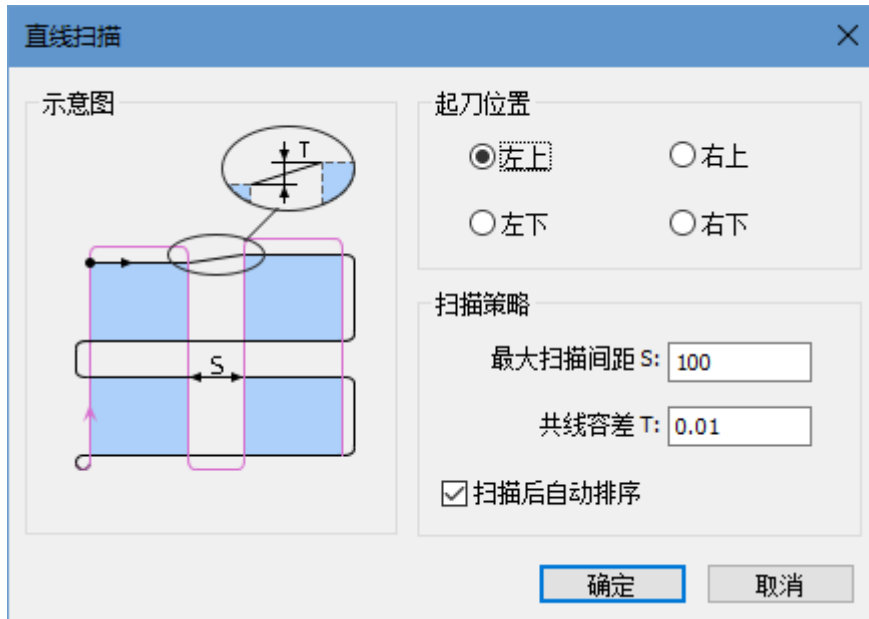 直线扫描
示意图
T
S
起刀位置
左上
右上
左下
右下
扫描策略
最大扫描间距 S: 100
共线容差 T: 0.01
扫描后自动排序
确定
取消